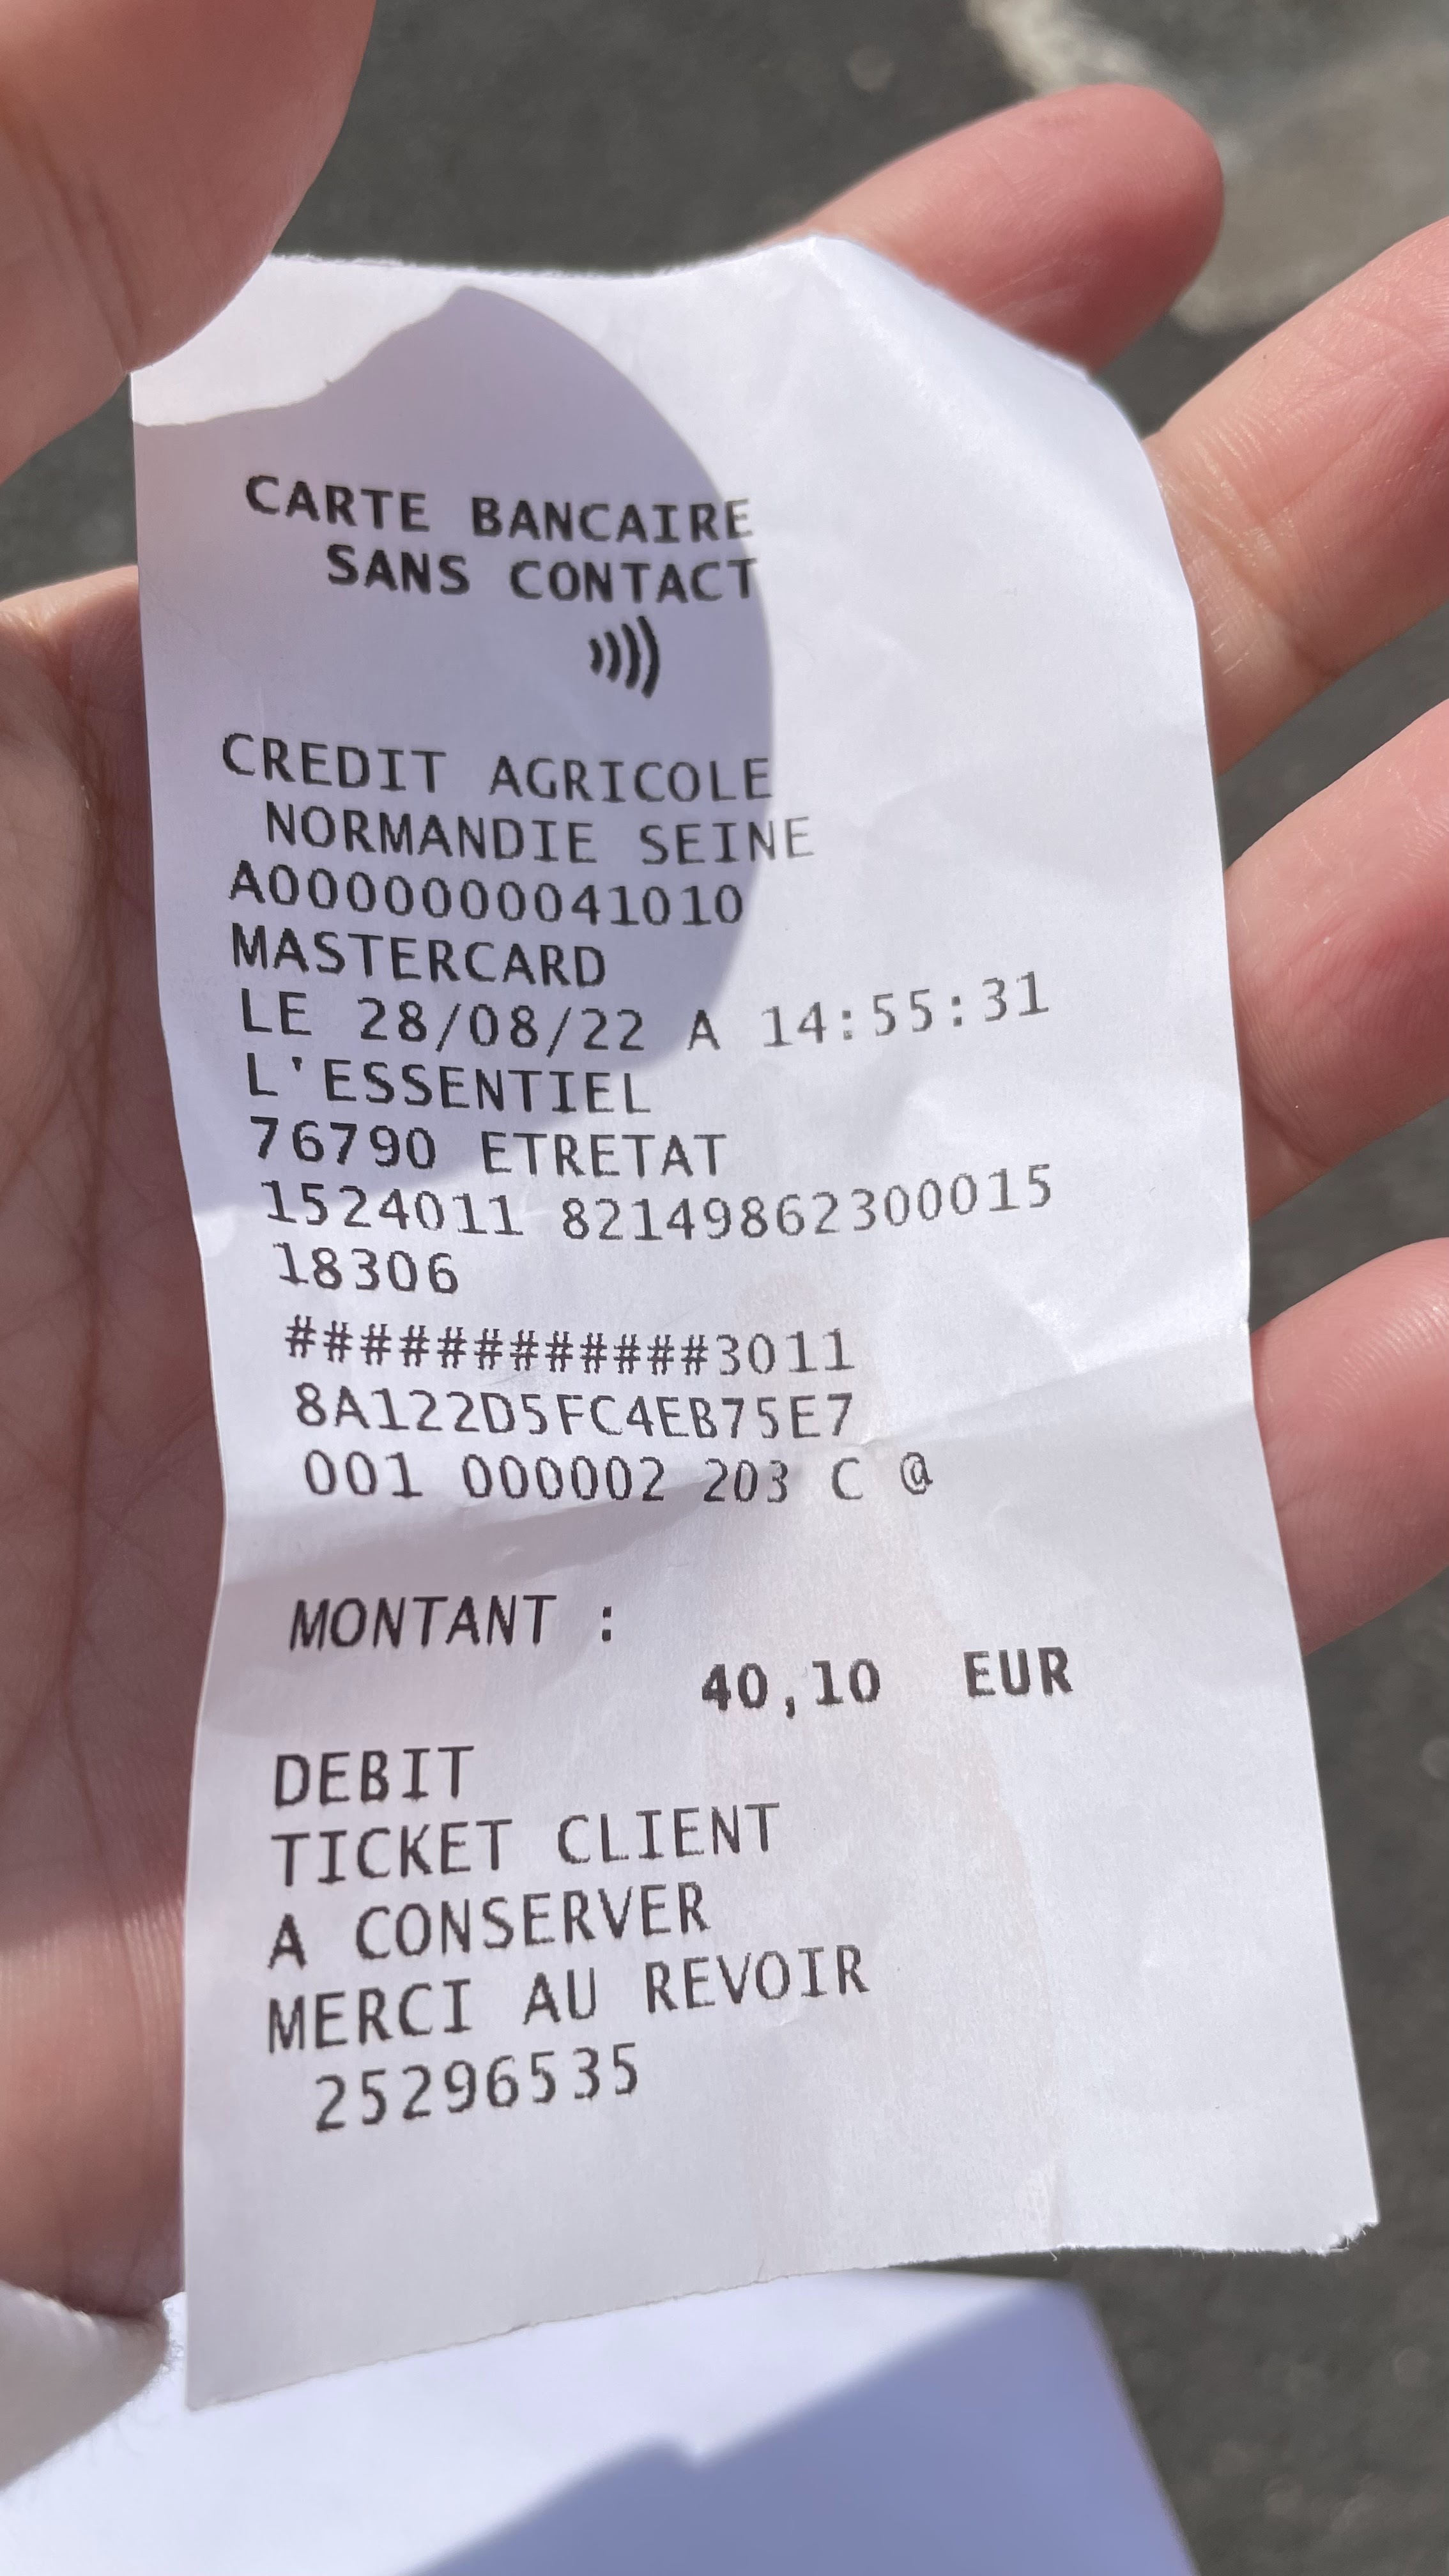 CARTE BANCAIRE
SANS CONTACT
CREDIT AGRICOLE
NORMANDIE SEINE
A0000000041010
MASTERCARD
LE 28/08/22 A 14:55:31
L'ESSENTIEL
76790 ETRETAT
1524011 82149862300015
18306
############3011
8A122D5FC4EB75E7
001 000002 203 C @
MONTANT :
40,10 EUR
DEBIT
TICKET CLIENT
A CONSERVER
MERCI AU REVOIR
25296535